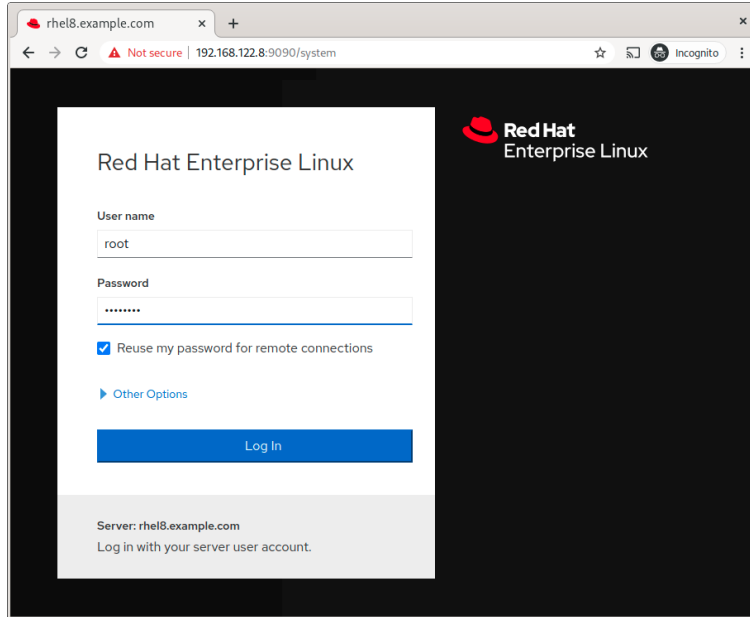 rhel8.example.com
Not secure | 192.168.122.8:9090/system
Incognito
Red Hat Enterprise Linux
User name
root
Password
••••••••
Reuse my password for remote connections
Other Options
Log In
Server: rhel8.example.com
Log in with your server user account.
Red Hat
Enterprise Linux